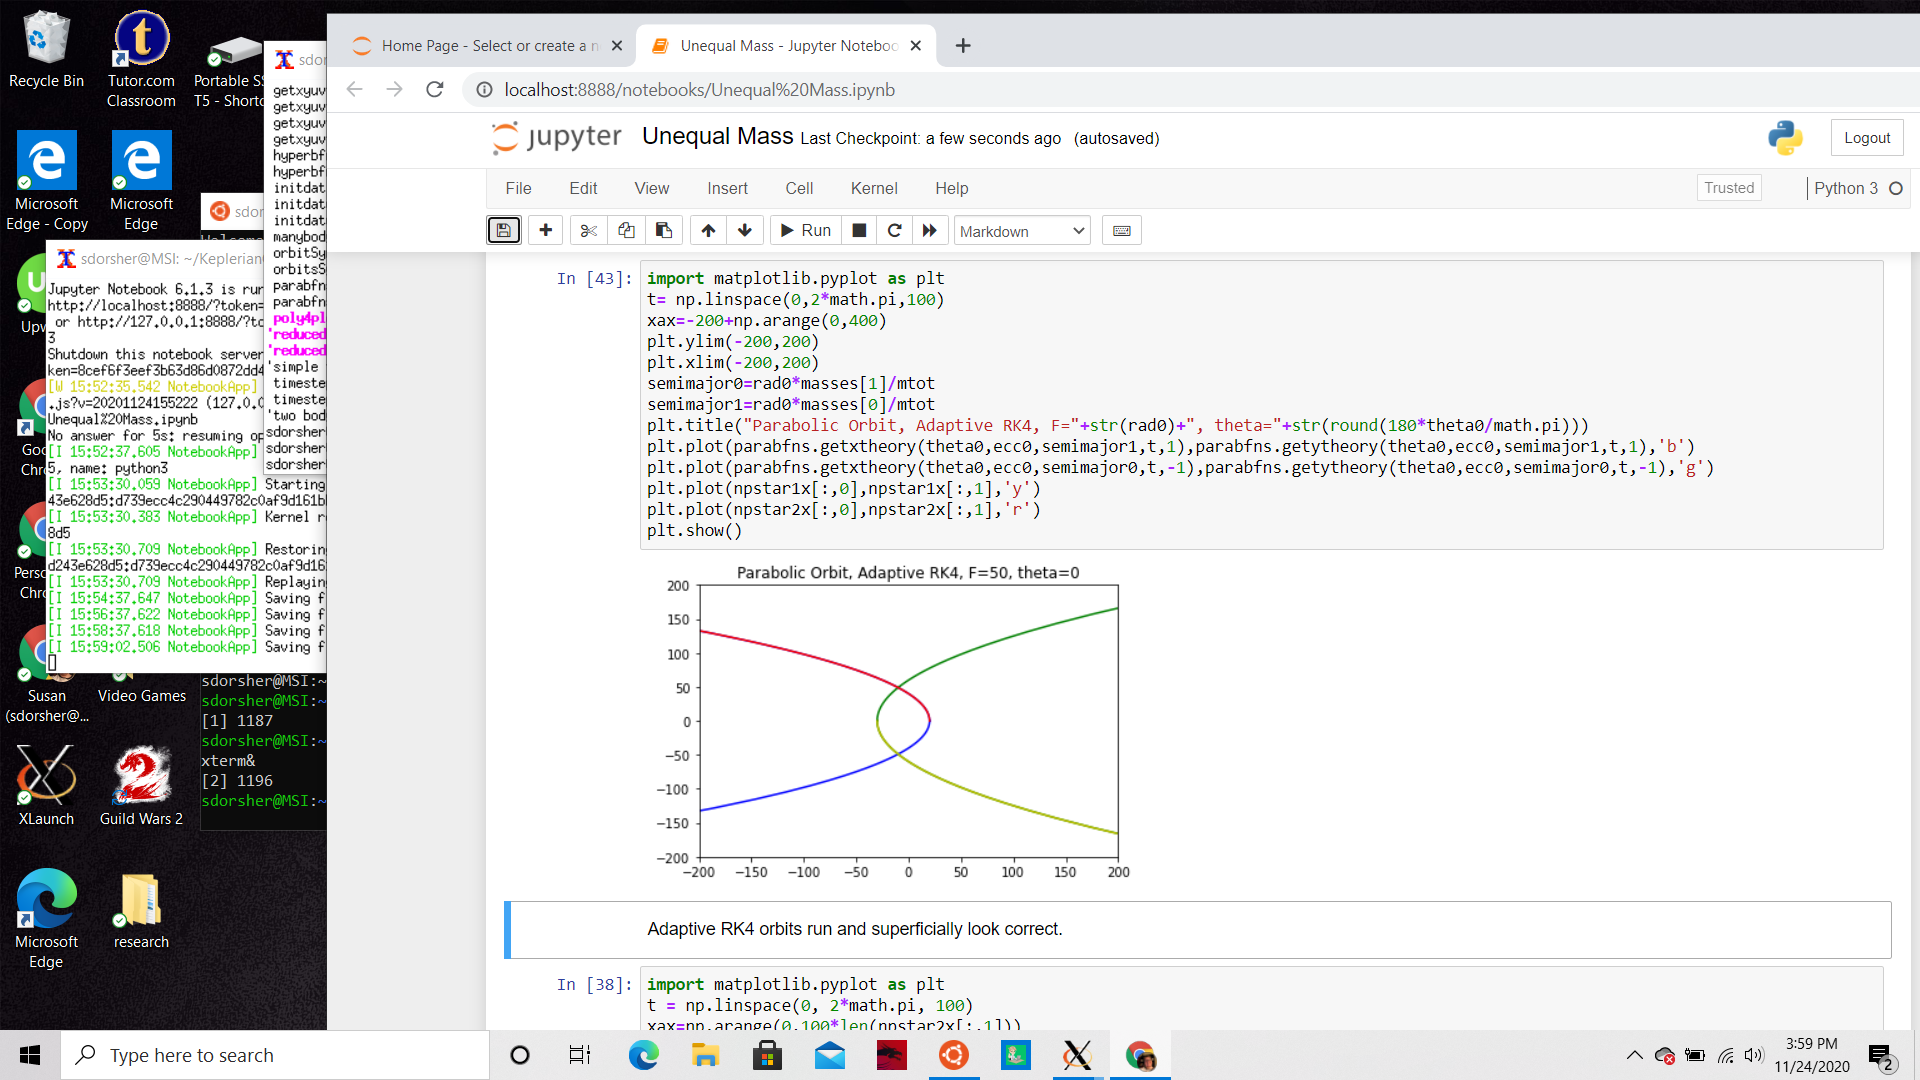 Recycle Bin
Tutor.com
Classroom
Portable SS
T5 - Shortc
Microsoft
Edge - Copy
Microsoft
Edge
Upw
Goo
Chr
Perso
Chr
Susan
(sdorsher@...
Video Games
XLaunch
Guild Wars 2
Microsoft
Edge
research
sdor
getxyuv
getxyuv
getxyuv
getxyuv
hyperbf
hyperbf
initdat
initdat
initdat
manybod
orbitSy
orbitsS
parabfn
parabfn
poly4pl
'reduced
'reduced
'simple
timeste
timeste
'two bod
sdorsher
sdorsher
sdorsher
sdor
Welcome
sdorsher@MSI: ~/Keplerian
Jupyter Notebook 6.1.3 is run
http://localhost:8888/?token=
or http://127.0.0.1:8888/?to
3
Shutdown this notebook server
ken=8cef6f3eef3b63d86d0872dd4
[W 15:52:35.542 NotebookApp]
.js?v=20201124155222 (127.0.0
Unequal%20Mass.ipynb
No answer for 5s: resuming op
[I 15:52:37.605 NotebookApp]
5, name: python3
[I 15:53:30.059 NotebookApp] Starting
43e628d5:d739ecc4c290449782c0af9d161b
[I 15:53:30.383 NotebookApp] Kernel r
8d5
[I 15:53:30.709 NotebookApp] Restoring
d243e628d5:d739ecc4c290449782c0af9d16
[I 15:53:30.709 NotebookApp] Replaying
[I 15:54:37.647 NotebookApp] Saving f
[I 15:56:37.622 NotebookApp] Saving f
[I 15:58:37.618 NotebookApp] Saving f
[I 15:59:02.506 NotebookApp] Saving f
sdorsher@MSI:~
sdorsher@MSI:~
[1] 1187
sdorsher@MSI:~
xterm&
[2] 1196
sdorsher@MSI:~
Home Page - Select or create a n
Unequal Mass - Jupyter Noteboo
localhost:8888/notebooks/Unequal%20Mass.ipynb
jupyter Unequal Mass Last Checkpoint: a few seconds ago (autosaved)
Logout
File Edit View Insert Cell Kernel Help
Trusted
Python 3
Run
Markdown
In [43]:
import matplotlib.pyplot as plt
t= np.linspace(0,2*math.pi,100)
xax=-200+np.arange(0,400)
plt.ylim(-200,200)
plt.xlim(-200,200)
semimajor0=rad0*masses[1]/mtot
semimajor1=rad0*masses[0]/mtot
plt.title("Parabolic Orbit, Adaptive RK4, F="+str(rad0)+", theta="+str(round(180*theta0/math.pi)))
plt.plot(parabfns.getxtheory(theta0,ecc0,semimajor1,t,1),parabfns.getytheory(theta0,ecc0,semimajor1,t,1),'b')
plt.plot(parabfns.getxtheory(theta0,ecc0,semimajor0,t,-1),parabfns.getytheory(theta0,ecc0,semimajor0,t,-1),'g')
plt.plot(npstar1x[:,0],npstar1x[:,1],'y')
plt.plot(npstar2x[:,0],npstar2x[:,1],'r')
plt.show()
Parabolic Orbit, Adaptive RK4, F=50, theta=0
200
150
100
50
0
−50
−100
−150
−200
−200 −150 −100 −50 0 50 100 150 200
Adaptive RK4 orbits run and superficially look correct.
In [38]:
import matplotlib.pyplot as plt
t = np.linspace(0, 2*math.pi, 100)
xax=np.arange(0,100*len(npstar2x[:,1]))
Type here to search
3:59 PM
11/24/2020
2